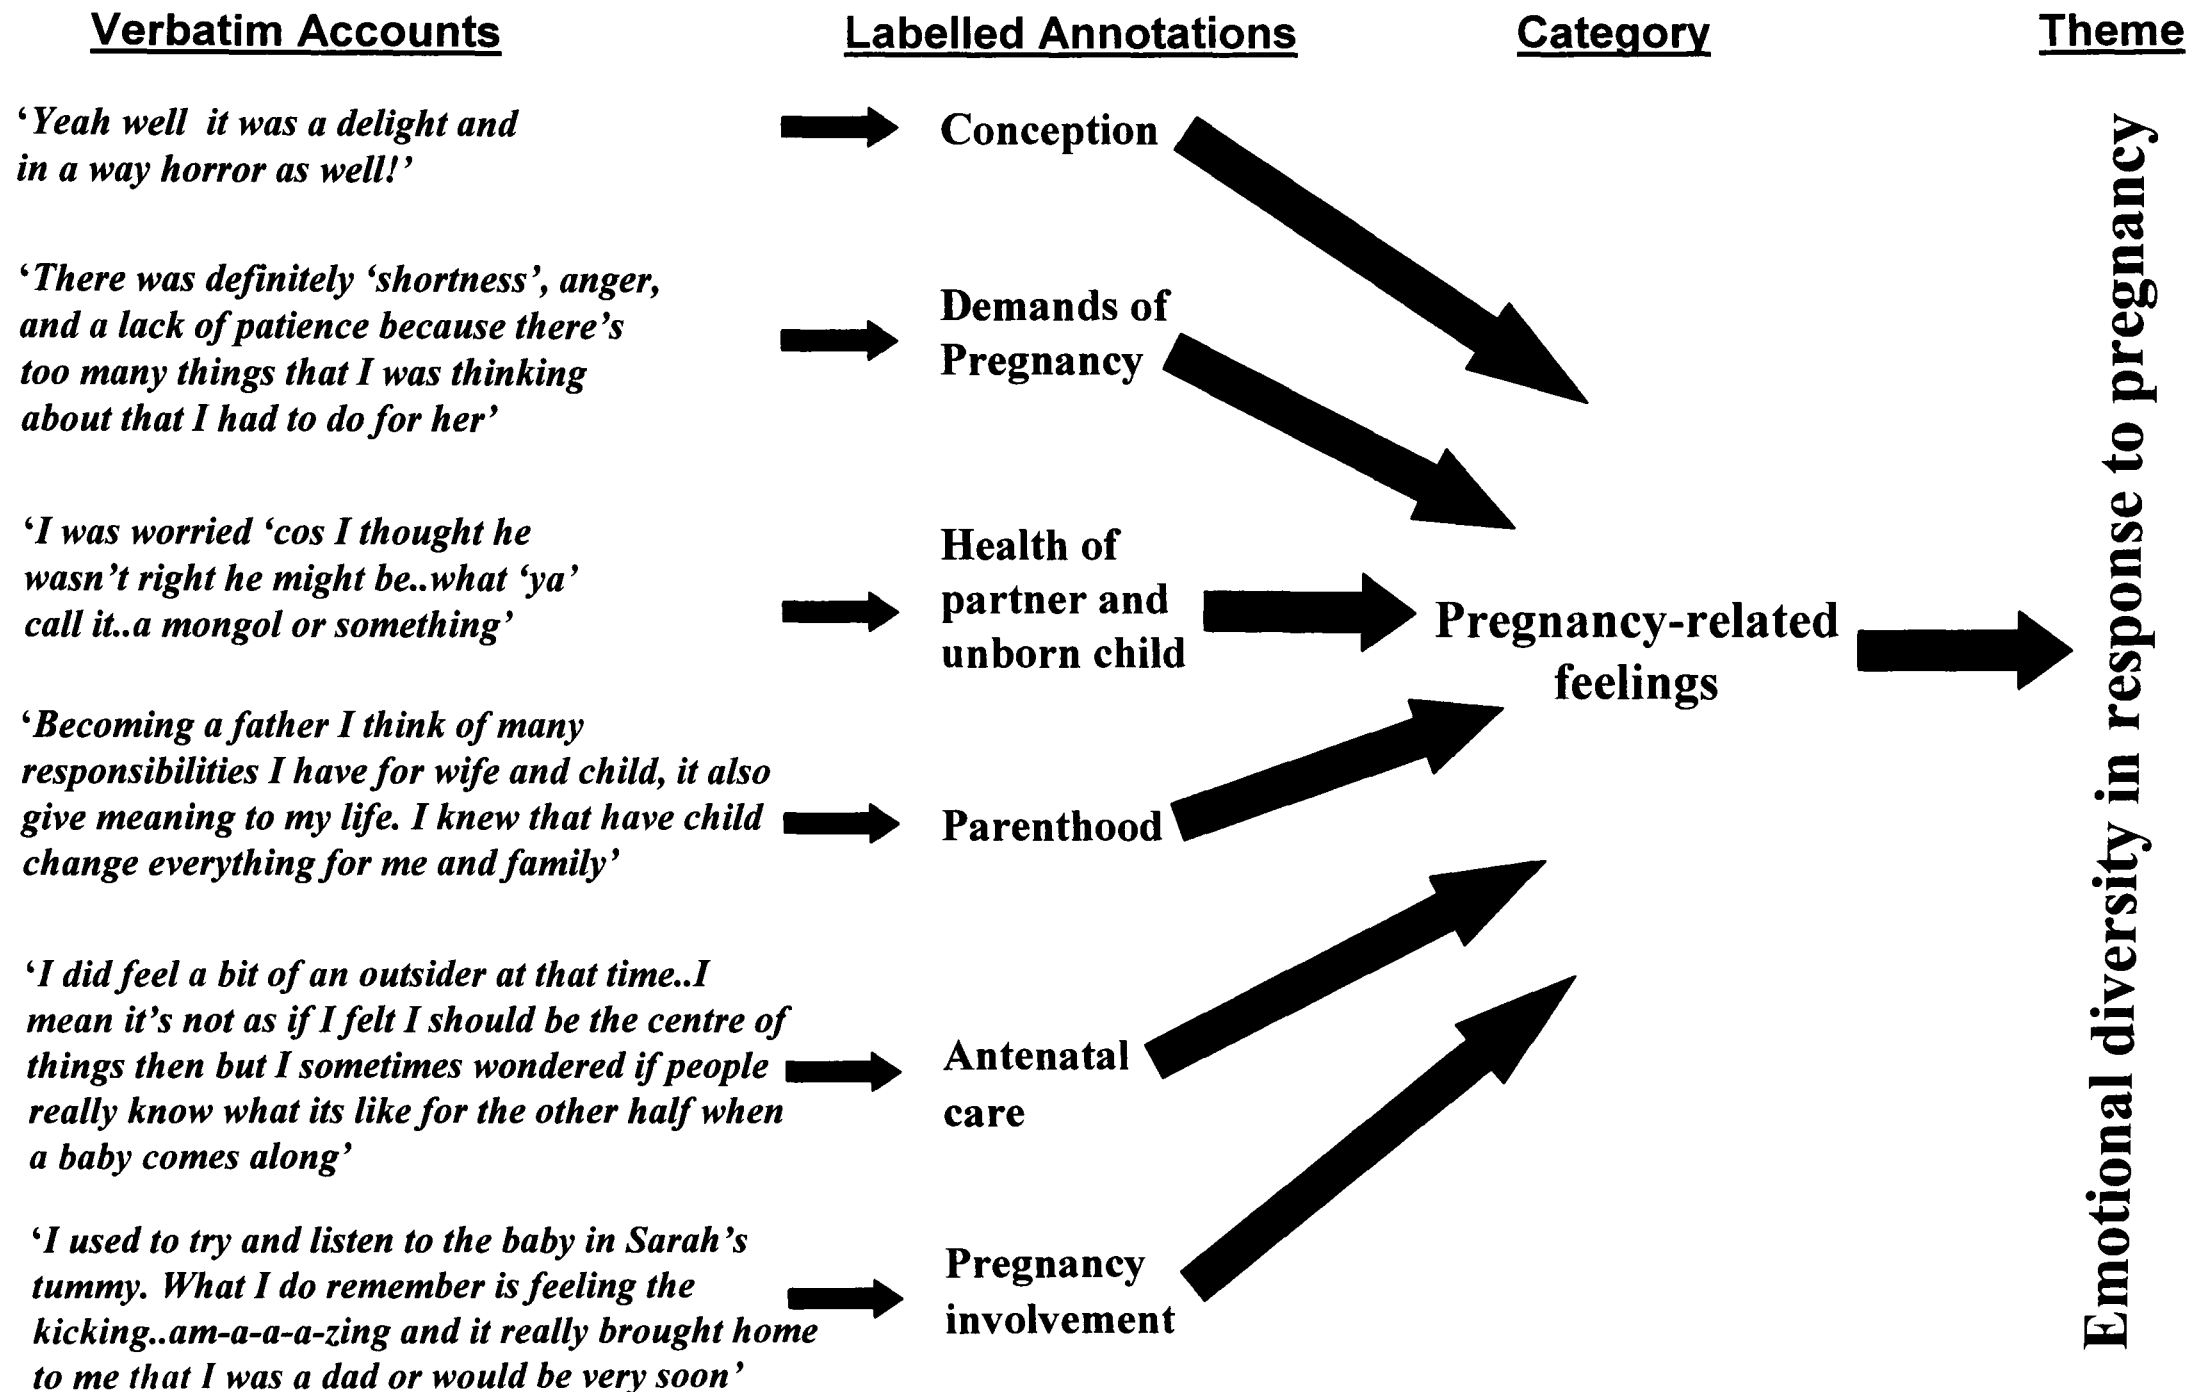 Verbatim Accounts
Labelled Annotations
Category
Theme
‘Yeah well it was a delight and
in a way horror as well!’
Conception
‘There was definitely ‘shortness’, anger,
and a lack of patience because there’s
too many things that I was thinking
about that I had to do for her’
Demands of
Pregnancy
‘I was worried ‘cos I thought he
wasn’t right he might be..what ‘ya’
call it..a mongol or something’
Health of
partner and
unborn child
‘Becoming a father I think of many
responsibilities I have for wife and child, it also
give meaning to my life. I knew that have child
change everything for me and family’
Parenthood
‘I did feel a bit of an outsider at that time..I
mean it’s not as if I felt I should be the centre of
things then but I sometimes wondered if people
really know what its like for the other half when
a baby comes along’
Antenatal
care
‘I used to try and listen to the baby in Sarah’s
tummy. What I do remember is feeling the
kicking..am-a-a-a-zing and it really brought home
to me that I was a dad or would be very soon’
Pregnancy
involvement
Pregnancy-related
feelings
Emotional diversity in response to pregnancy